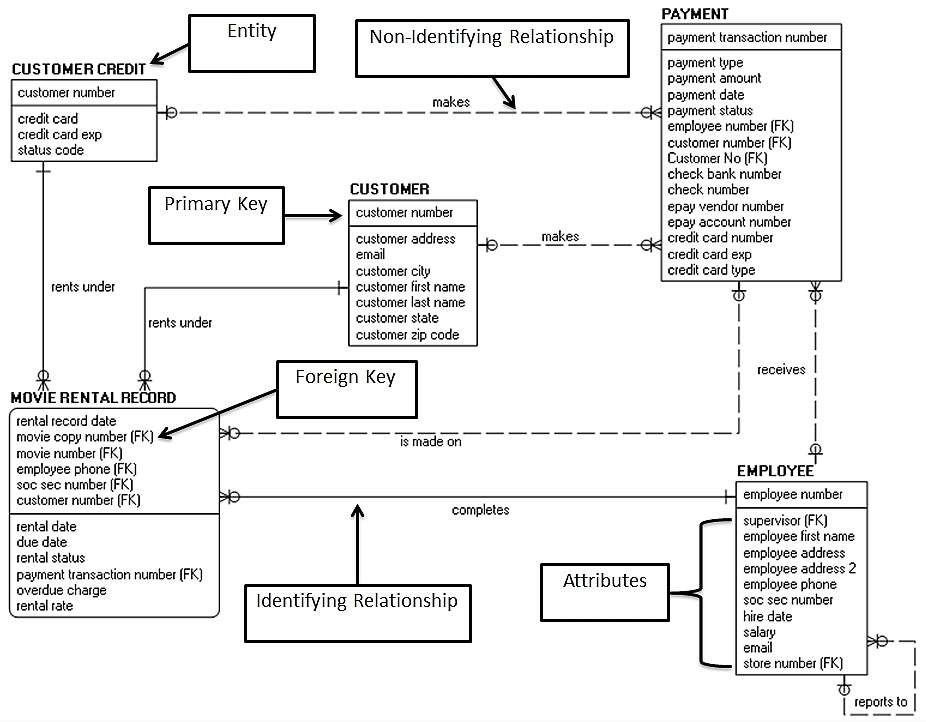 Entity
Non-Identifying Relationship
PAYMENT
payment transaction number
payment type
payment amount
payment date
payment status
employee number (FK)
customer number (FK)
Customer No (FK)
check bank number
check number
epay vendor number
epay account number
credit card number
credit card exp
credit card type
CUSTOMER CREDIT
customer number
credit card
credit card exp
status code
makes
Primary Key
CUSTOMER
customer number
customer address
email
customer city
customer first name
customer last name
customer state
customer zip code
makes
rents under
rents under
receives
Foreign Key
MOVIE RENTAL RECORD
rental record date
movie copy number (FK)
movie number (FK)
employee phone (FK)
soc sec number (FK)
customer number (FK)
rental date
due date
rental status
payment transaction number (FK)
overdue charge
rental rate
is made on
completes
Identifying Relationship
Attributes
EMPLOYEE
employee number
supervisor (FK)
employee first name
employee address
employee address 2
employee phone
soc sec number
hire date
salary
email
store number (FK)
reports to